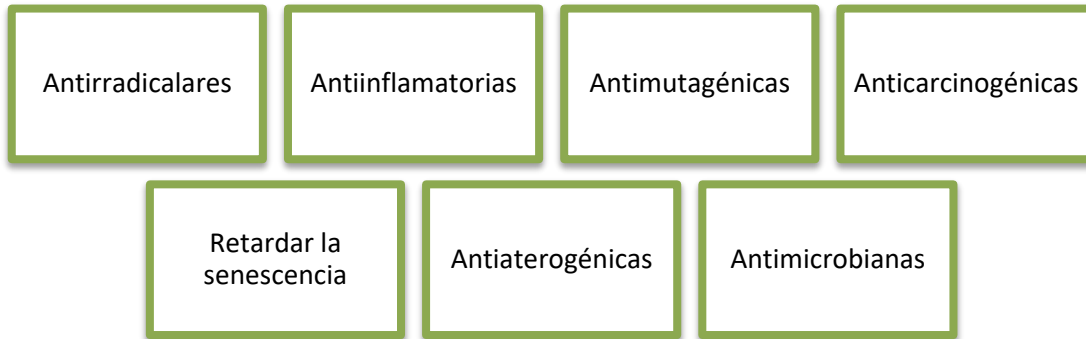 Antirradicalares
Antiinflamatorias
Antimutagénicas
Anticarcinogénicas
Retardar la
senescencia
Antiaterogénicas
Antimicrobianas